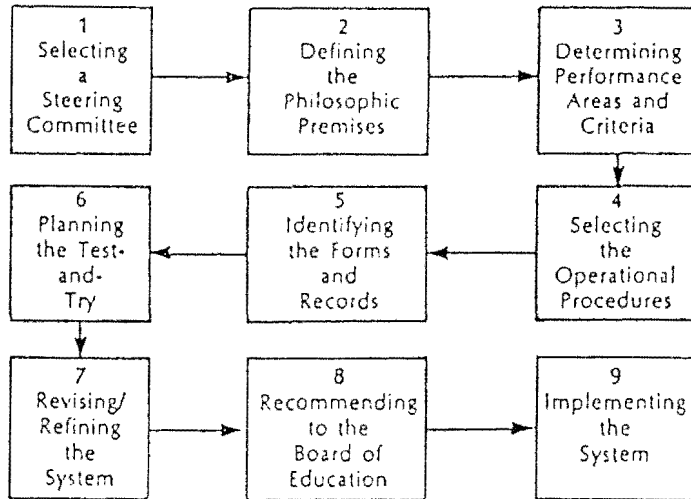 1
Selecting
a
Steering
Committee
2
Defining
the
Philosophic
Premises
3
Determining
Performance
Areas and
Criteria
4
Selecting
the
Operational
Procedures
5
Identifying
the Forms
and
Records
6
Planning
the Test-
and-
Try
7
Revising/
Refining
the
System
8
Recommending
to the
Board of
Education
9
Implementing
the
System